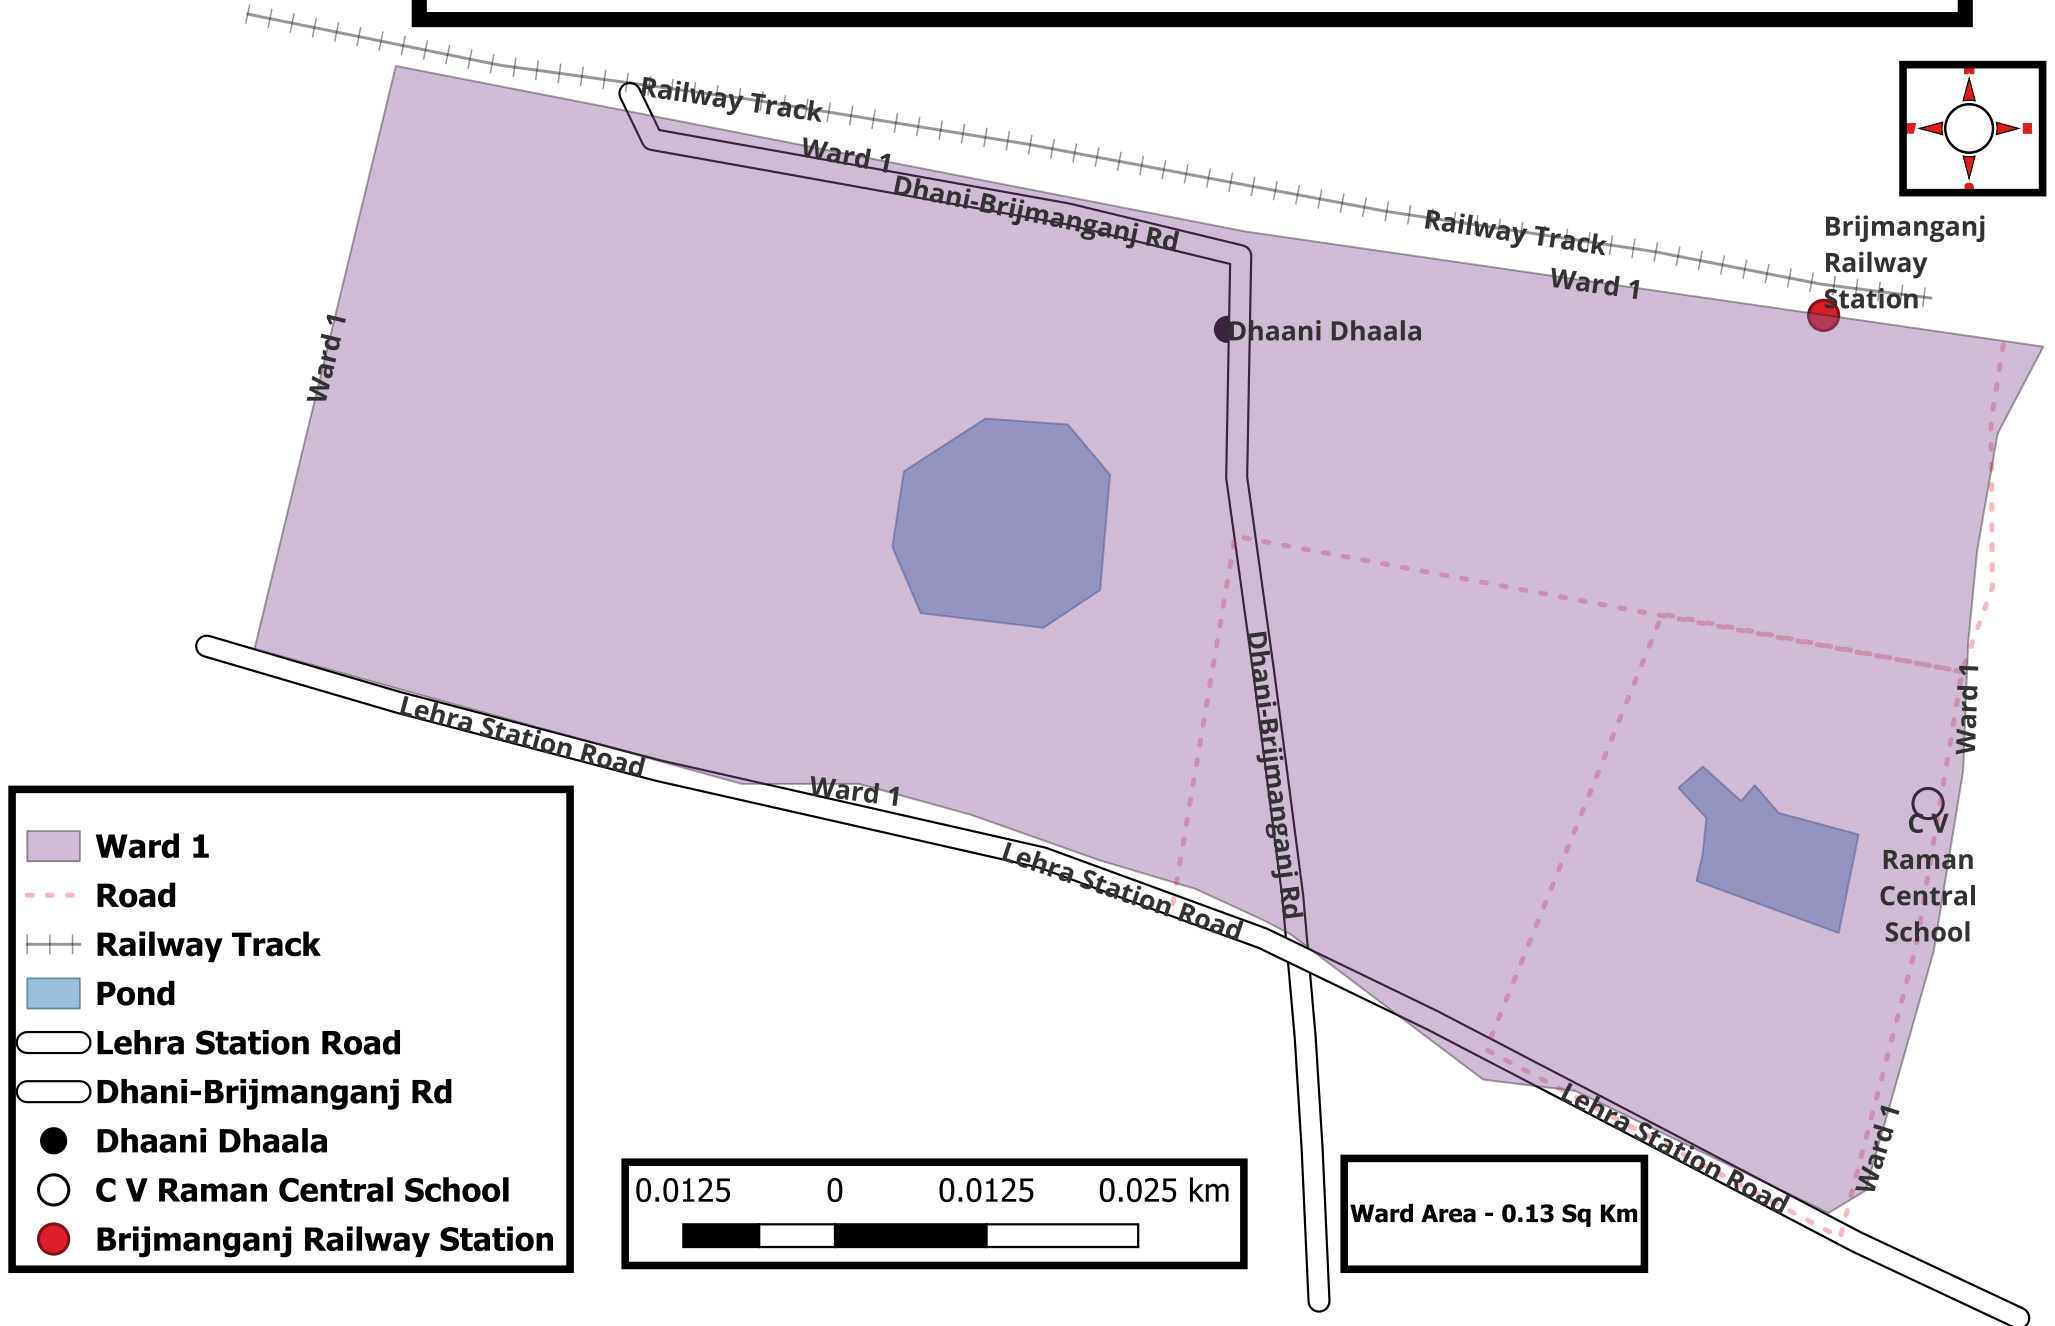 Railway Track
Ward 1
Dhani-Brijmanganj Rd
Railway Track
Ward 1
Brijmanganj
Railway
Station
Dhaani Dhaala
Ward 1
Dhani-Brijmanganj Rd
Ward 1
Lehra Station Road
Ward 1
Lehra Station Road
C V
Raman
Central
School
Lehra Station Road
Ward 1
Ward 1
Road
Railway Track
Pond
Lehra Station Road
Dhani-Brijmanganj Rd
Dhaani Dhaala
C V Raman Central School
Brijmanganj Railway Station
0.0125 0 0.0125 0.025 km
Ward Area - 0.13 Sq Km